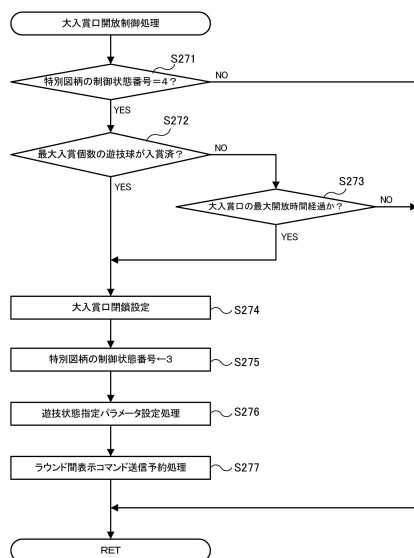 大入賞口開放制御処理
S271
特別図柄の制御状態番号=4?
NO
YES
S272
最大入賞個数の遊技球が入賞済?
NO
YES
S273
大入賞口の最大開放時間経過か?
NO
YES
大入賞口閉鎖設定
S274
特別図柄の制御状態番号←3
S275
遊技状態指定パラメータ設定処理
S276
ラウンド間表示コマンド送信予約処理
S277
RET